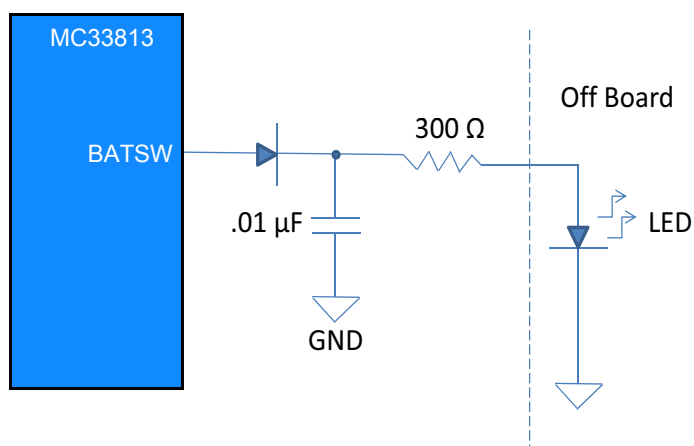 MC33813
Off Board
300 Ω
BATSW
.01 µF
LED
GND